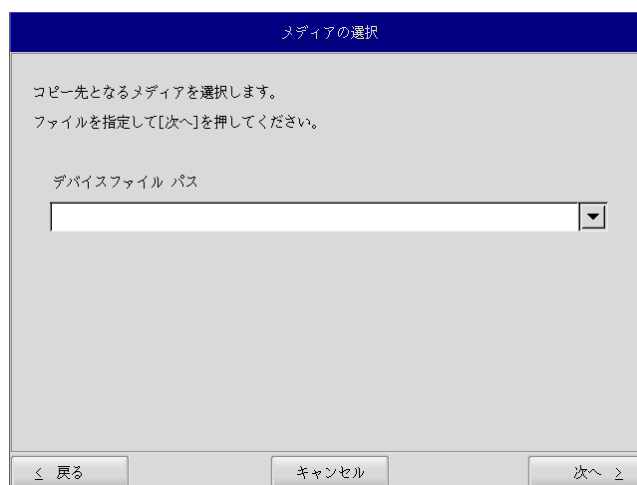 メディアの選択
コピー先となるメディアを選択します。
ファイルを指定して[次へ]を押してください。
デバイスファイル パス
< 戻る
キャンセル
次へ >